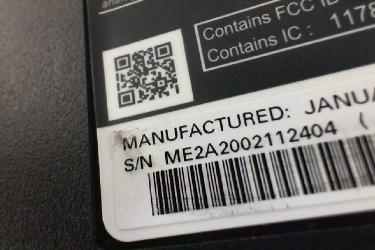 Contains FCC ID
Contains IC : 1178
MANUFACTURED: JANUA
S/N ME2A2002112404 (